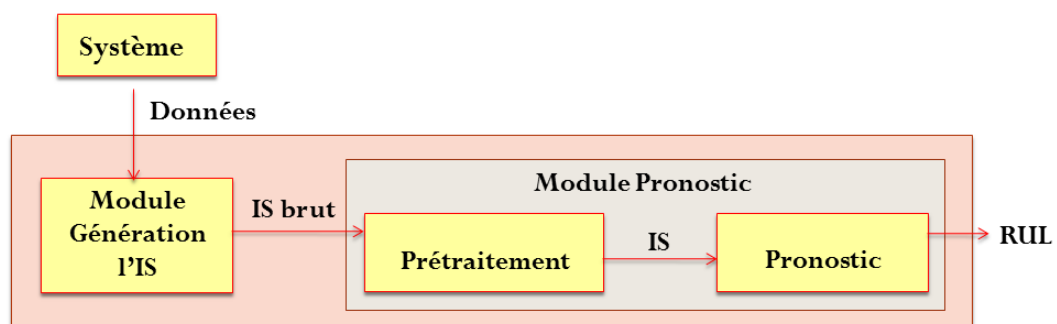 Système
Données
Module Pronostic
Module
Génération
l'IS
IS brut
Prétraitement
IS
Pronostic
RUL